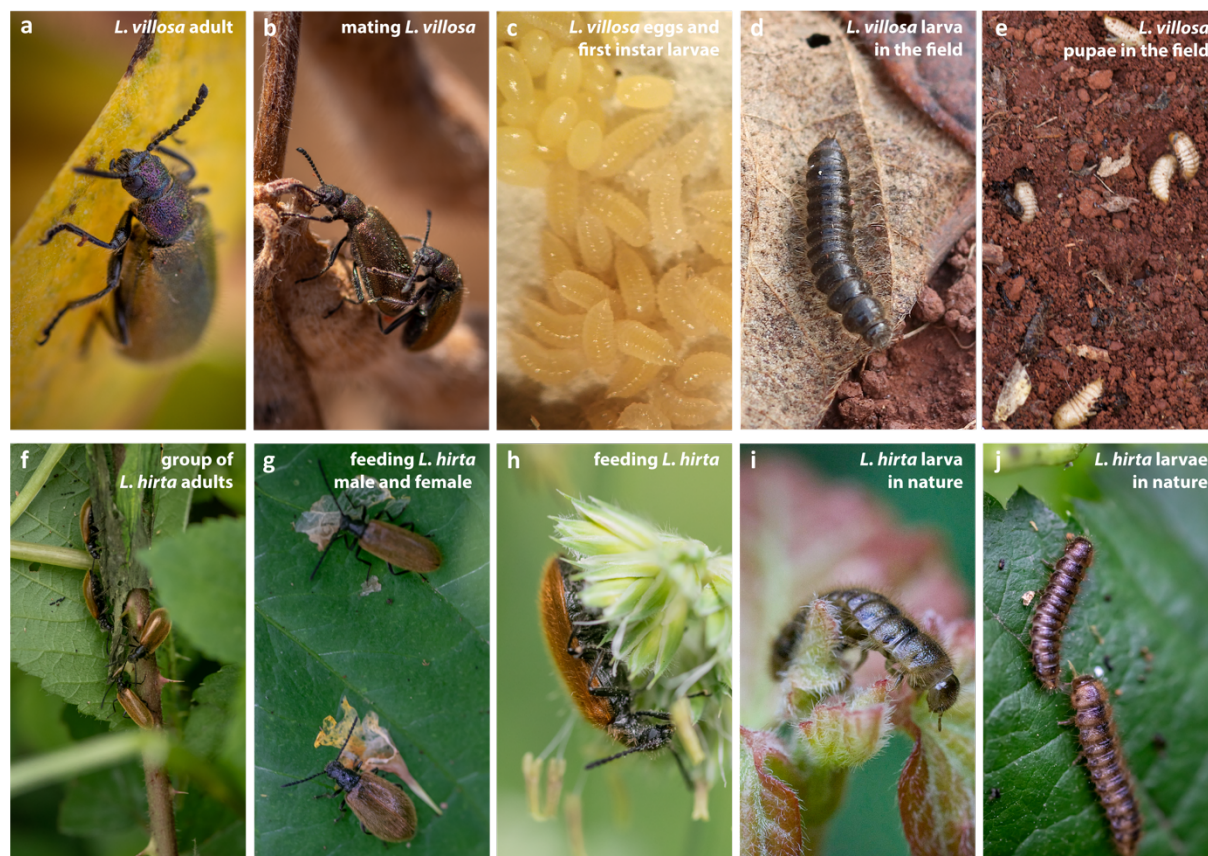 a
L. villosa adult
b
mating L. villosa
c
L. villosa eggs and
first instar larvae
d
L. villosa larva
in the field
e
L. villosa
pupae in the field
f
group of
L. hirta adults
g
feeding L. hirta
male and female
h
feeding L. hirta
i
L. hirta larva
in nature
j
L. hirta larvae
in nature